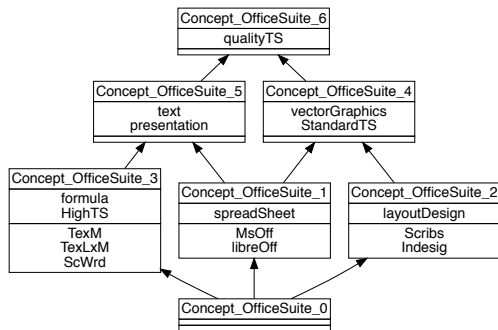 Concept_OfficeSuite_6
qualityTS
Concept_OfficeSuite_5
text
presentation
Concept_OfficeSuite_4
vectorGraphics
StandardTS
Concept_OfficeSuite_3
formula
HighTS
TexM
TexLxM
ScWrd
Concept_OfficeSuite_1
spreadSheet
MsOff
libreOff
Concept_OfficeSuite_2
layoutDesign
Scribs
Indesig
Concept_OfficeSuite_0